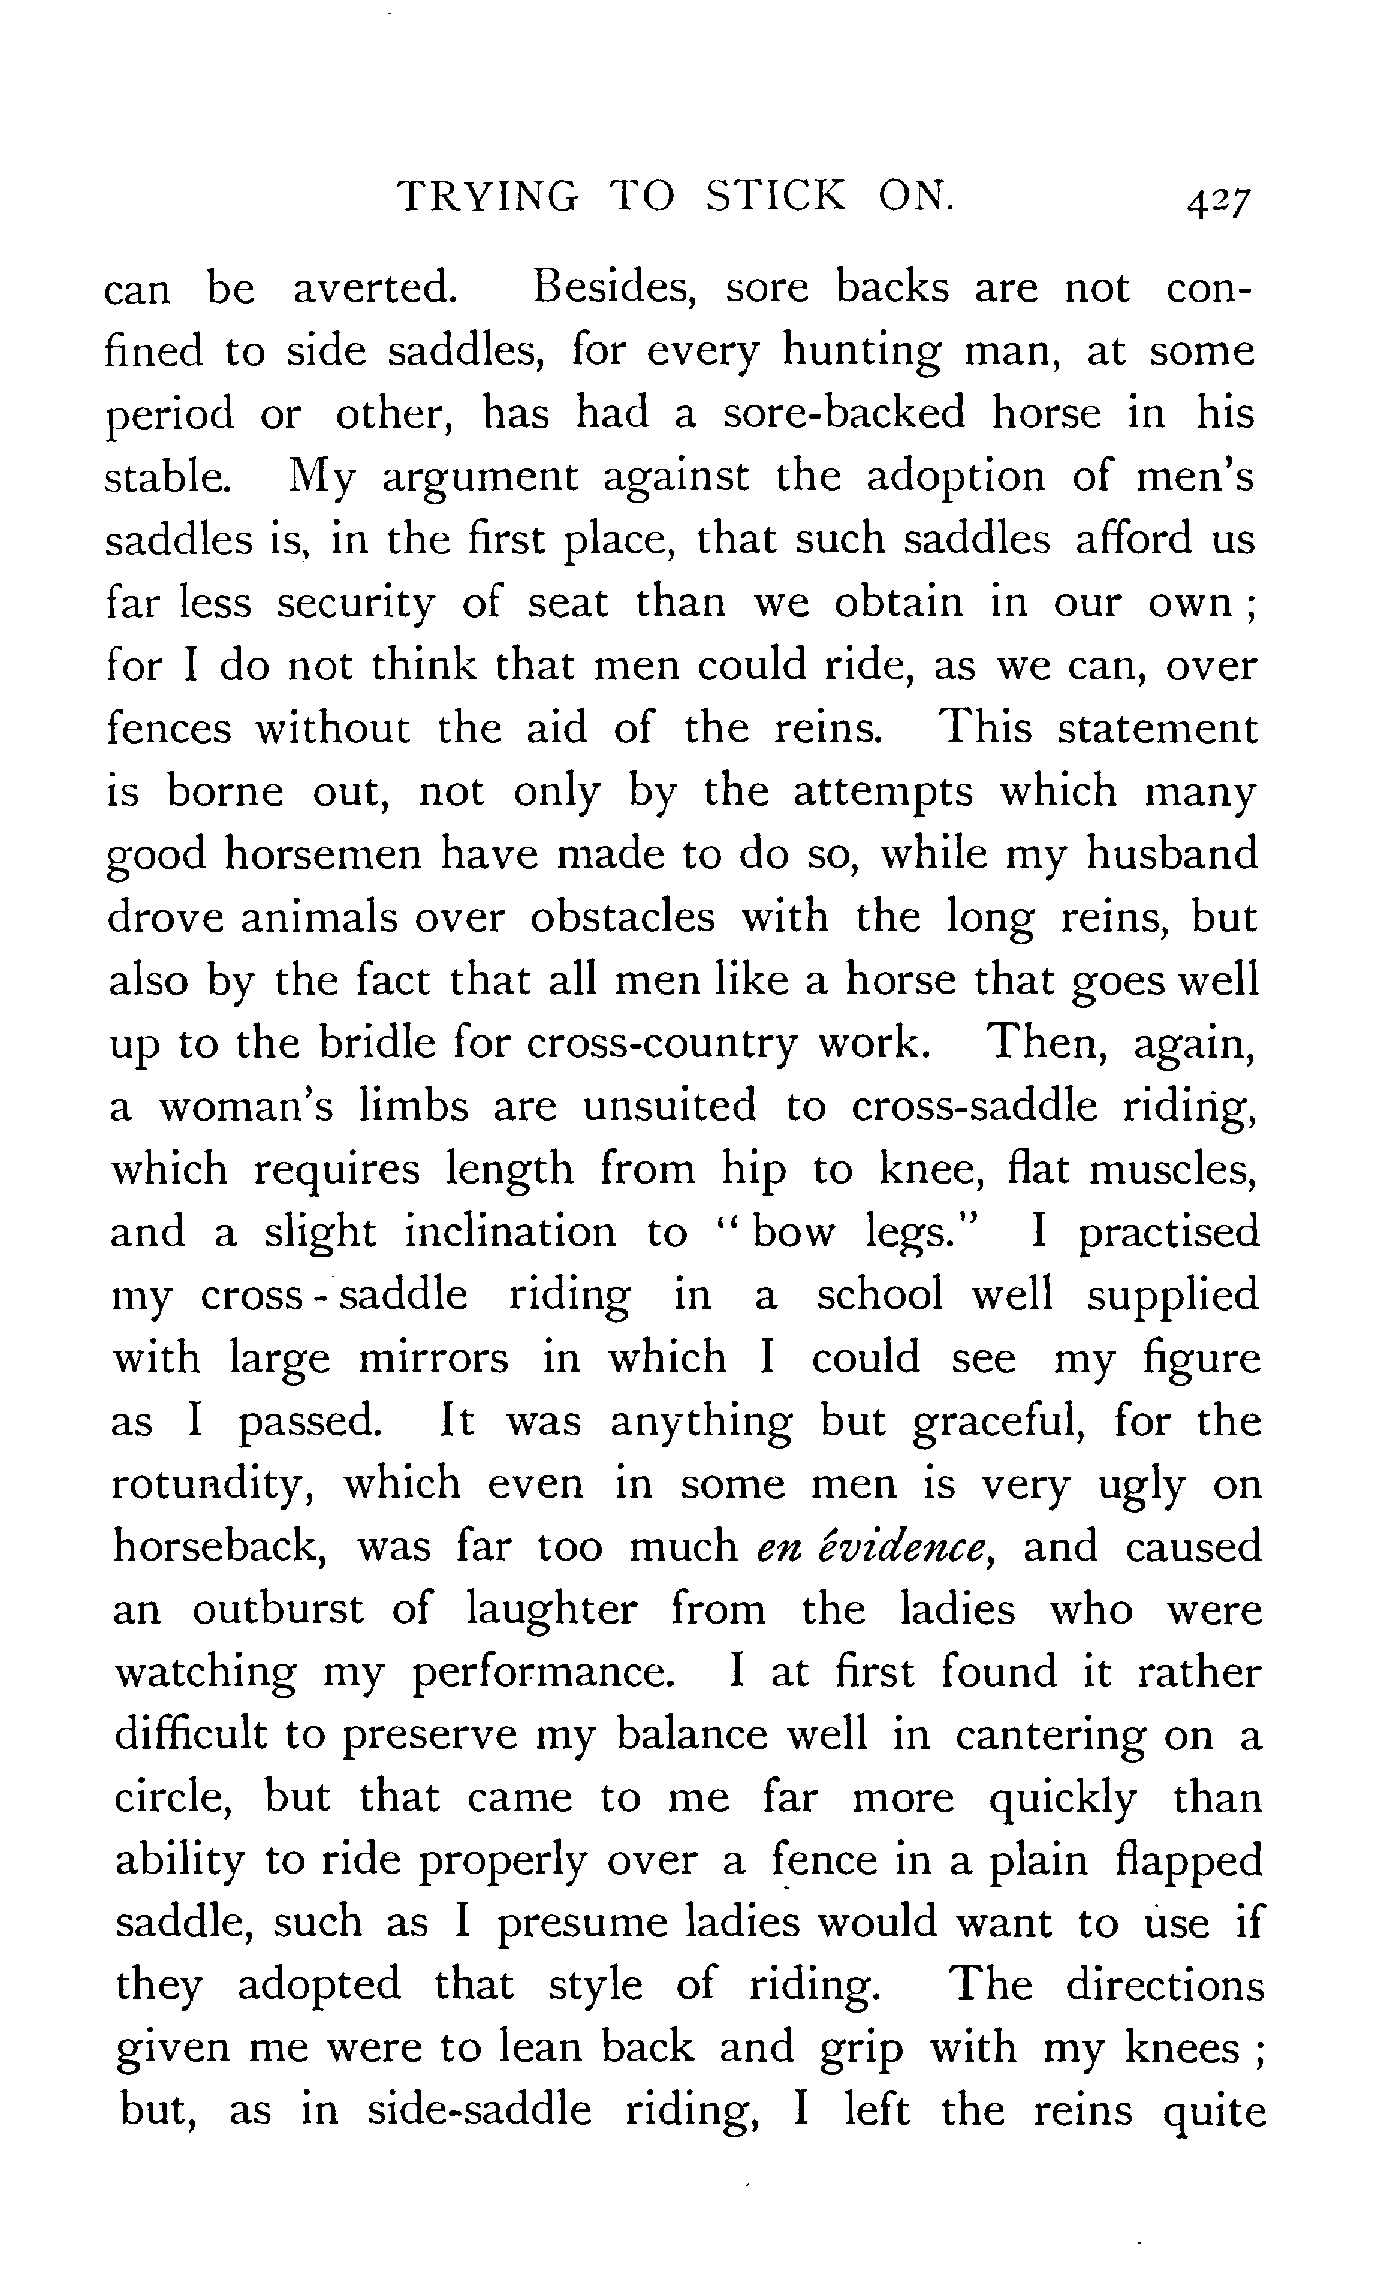 TRYING TO STICK ON. 427
can be averted. Besides, sore backs are not con-
fined to side saddles, for every hunting man, at some
period or other, has had a sore-backed horse in his
stable. My argument against the adoption of men's
saddles is, in the first place, that such saddles afford us
far less security of seat than we obtain in our own ;
for I do not think that men could ride, as we can, over
fences without the aid of the reins. This statement
is borne out, not only by the attempts which many
good horsemen have made to do so, while my husband
drove animals over obstacles with the long reins, but
also by the fact that all men like a horse that goes well
up to the bridle for cross-country work. Then, again,
a woman's limbs are unsuited to cross-saddle riding,
which requires length from hip to knee, flat muscles,
and a slight inclination to “ bow legs.” I practised
my cross - saddle riding in a school well supplied
with large mirrors in which I could see my figure
as I passed. It was anything but graceful, for the
rotundity, which even in some men is very ugly on
horseback, was far too much en évidence, and caused
an outburst of laughter from the ladies who were
watching my performance. I at first found it rather
difficult to preserve my balance well in cantering on a
circle, but that came to me far more quickly than
ability to ride properly over a fence in a plain flapped
saddle, such as I presume ladies would want to use if
they adopted that style of riding. The directions
given me were to lean back and grip with my knees ;
but, as in side-saddle riding, I left the reins quite